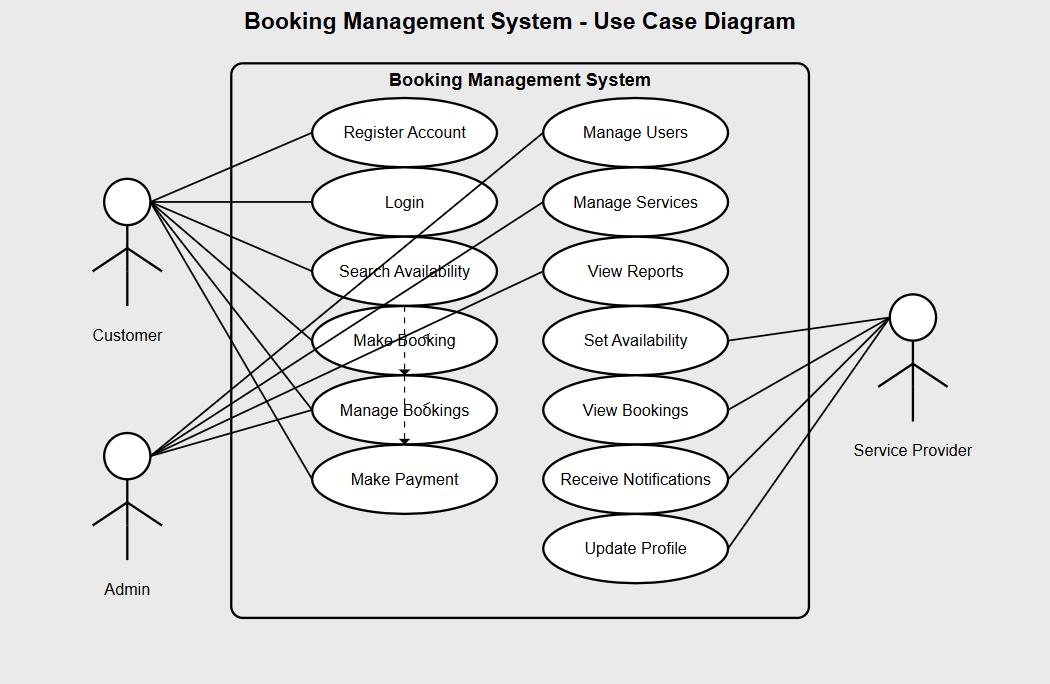 Booking Management System - Use Case Diagram
Booking Management System
Register Account
Login
Search Availability
Make Booking
Manage Bookings
Make Payment
Manage Users
Manage Services
View Reports
Set Availability
View Bookings
Receive Notifications
Update Profile
Customer
Admin
Service Provider